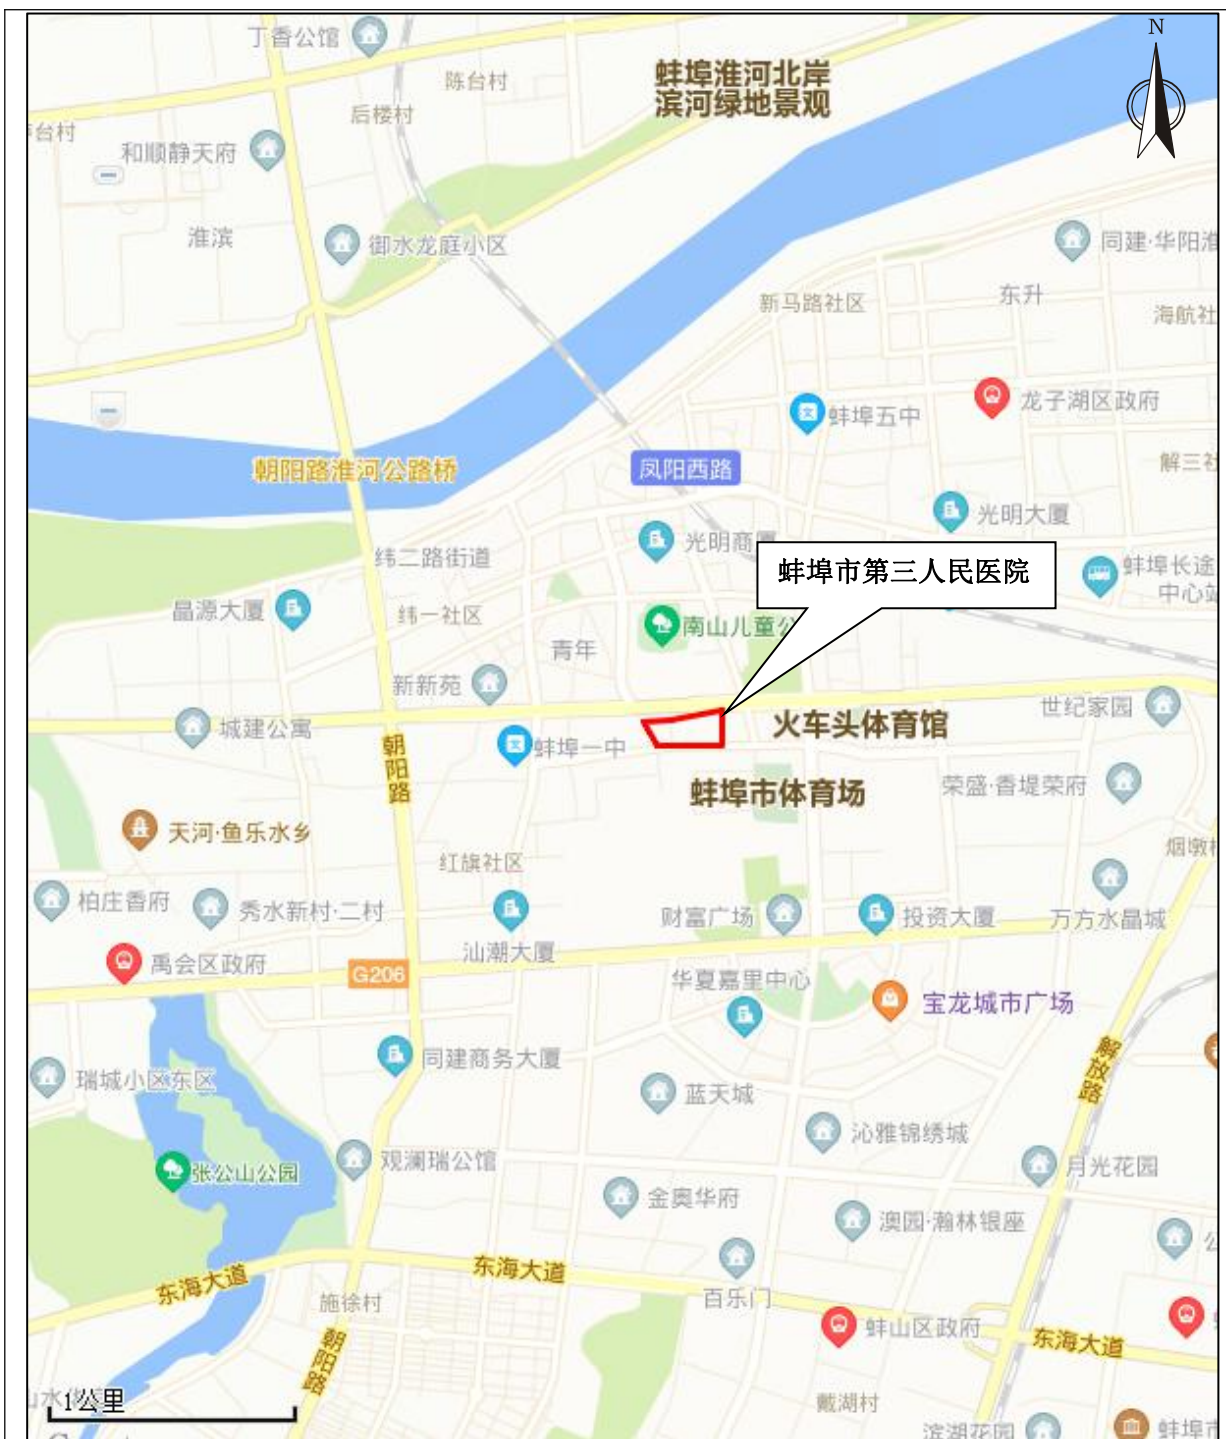 N
丁香公馆
陈台村
蚌埠淮河北岸
滨河绿地景观
后楼村
台村
和顺静天府
淮滨
御水龙庭小区
同建·华阳淮
新马路社区
东升
海航社
龙子湖区政府
蚌埠五中
朝阳路淮河公路桥
凤阳西路
解三社
光明大厦
光明商厦
纬二路街道
蚌埠市第三人民医院
蚌埠长途
中心站
晶源大厦
纬一社区
南山儿童公
青年
新新苑
世纪家园
城建公寓
火车头体育馆
朝阳路
蚌埠一中
荣盛·香堤荣府
蚌埠市体育场
天河·鱼乐水乡
烟墩村
红旗社区
柏庄香府
秀水新村·二村
财富广场
投资大厦
万方水晶城
汕潮大厦
禹会区政府
G206
华夏嘉里中心
宝龙城市广场
同建商务大厦
解放路
瑞城小区东区
蓝天城
沁雅锦绣城
观澜瑞公馆
月光花园
张公山公园
金奥华府
澳园·瀚林银座
东海大道
东海大道
百乐门
施徐村
蚌山区政府
东海大道
朝阳路
1公里
戴湖村
滨湖花园
蚌埠市